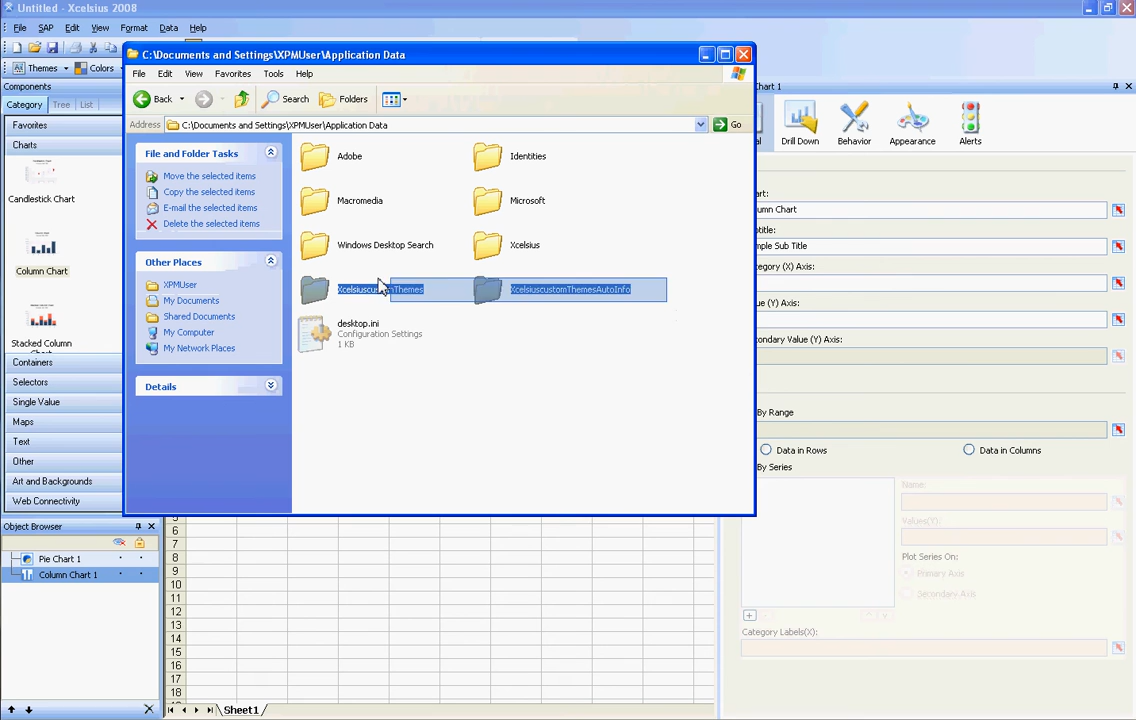 Untitled - Xcelsius 2008
File SAP Edit View Format Data Help
Themes Colors
Components
Category Tree List
Favorites
Charts
Candlestick Chart
Column Chart
Stacked Column
Containers
Selectors
Single Value
Maps
Text
Other
Art and Backgrounds
Web Connectivity
Object Browser
Pie Chart 1
Column Chart 1
C:\Documents and Settings\XPMUser\Application Data
File Edit View Favorites Tools Help
Back Search Folders
Address C:\Documents and Settings\XPMUser\Application Data Go
File and Folder Tasks
Move the selected items
Copy the selected items
E-mail the selected items
Delete the selected items
Other Places
XPMUser
My Documents
Shared Documents
My Computer
My Network Places
Details
Adobe
Identities
Macromedia
Microsoft
Windows Desktop Search
Xcelsius
XcelsiuscustomThemes
XcelsiuscustomThemesAutoInfo
desktop.ini
Configuration Settings
1 KB
5
6
7
8
9
10
11
12
13
14
15
16
17
18
Sheet1
Chart 1
Drill Down Behavior Appearance Alerts
art:
umn Chart
btitle:
mple Sub Title
tegory (X) Axis:
ue (Y) Axis:
condary Value (Y) Axis:
By Range
Data in Rows Data in Columns
By Series
Name:
Values(Y):
Plot Series On:
Primary Axis
Secondary Axis
Category Labels(X):